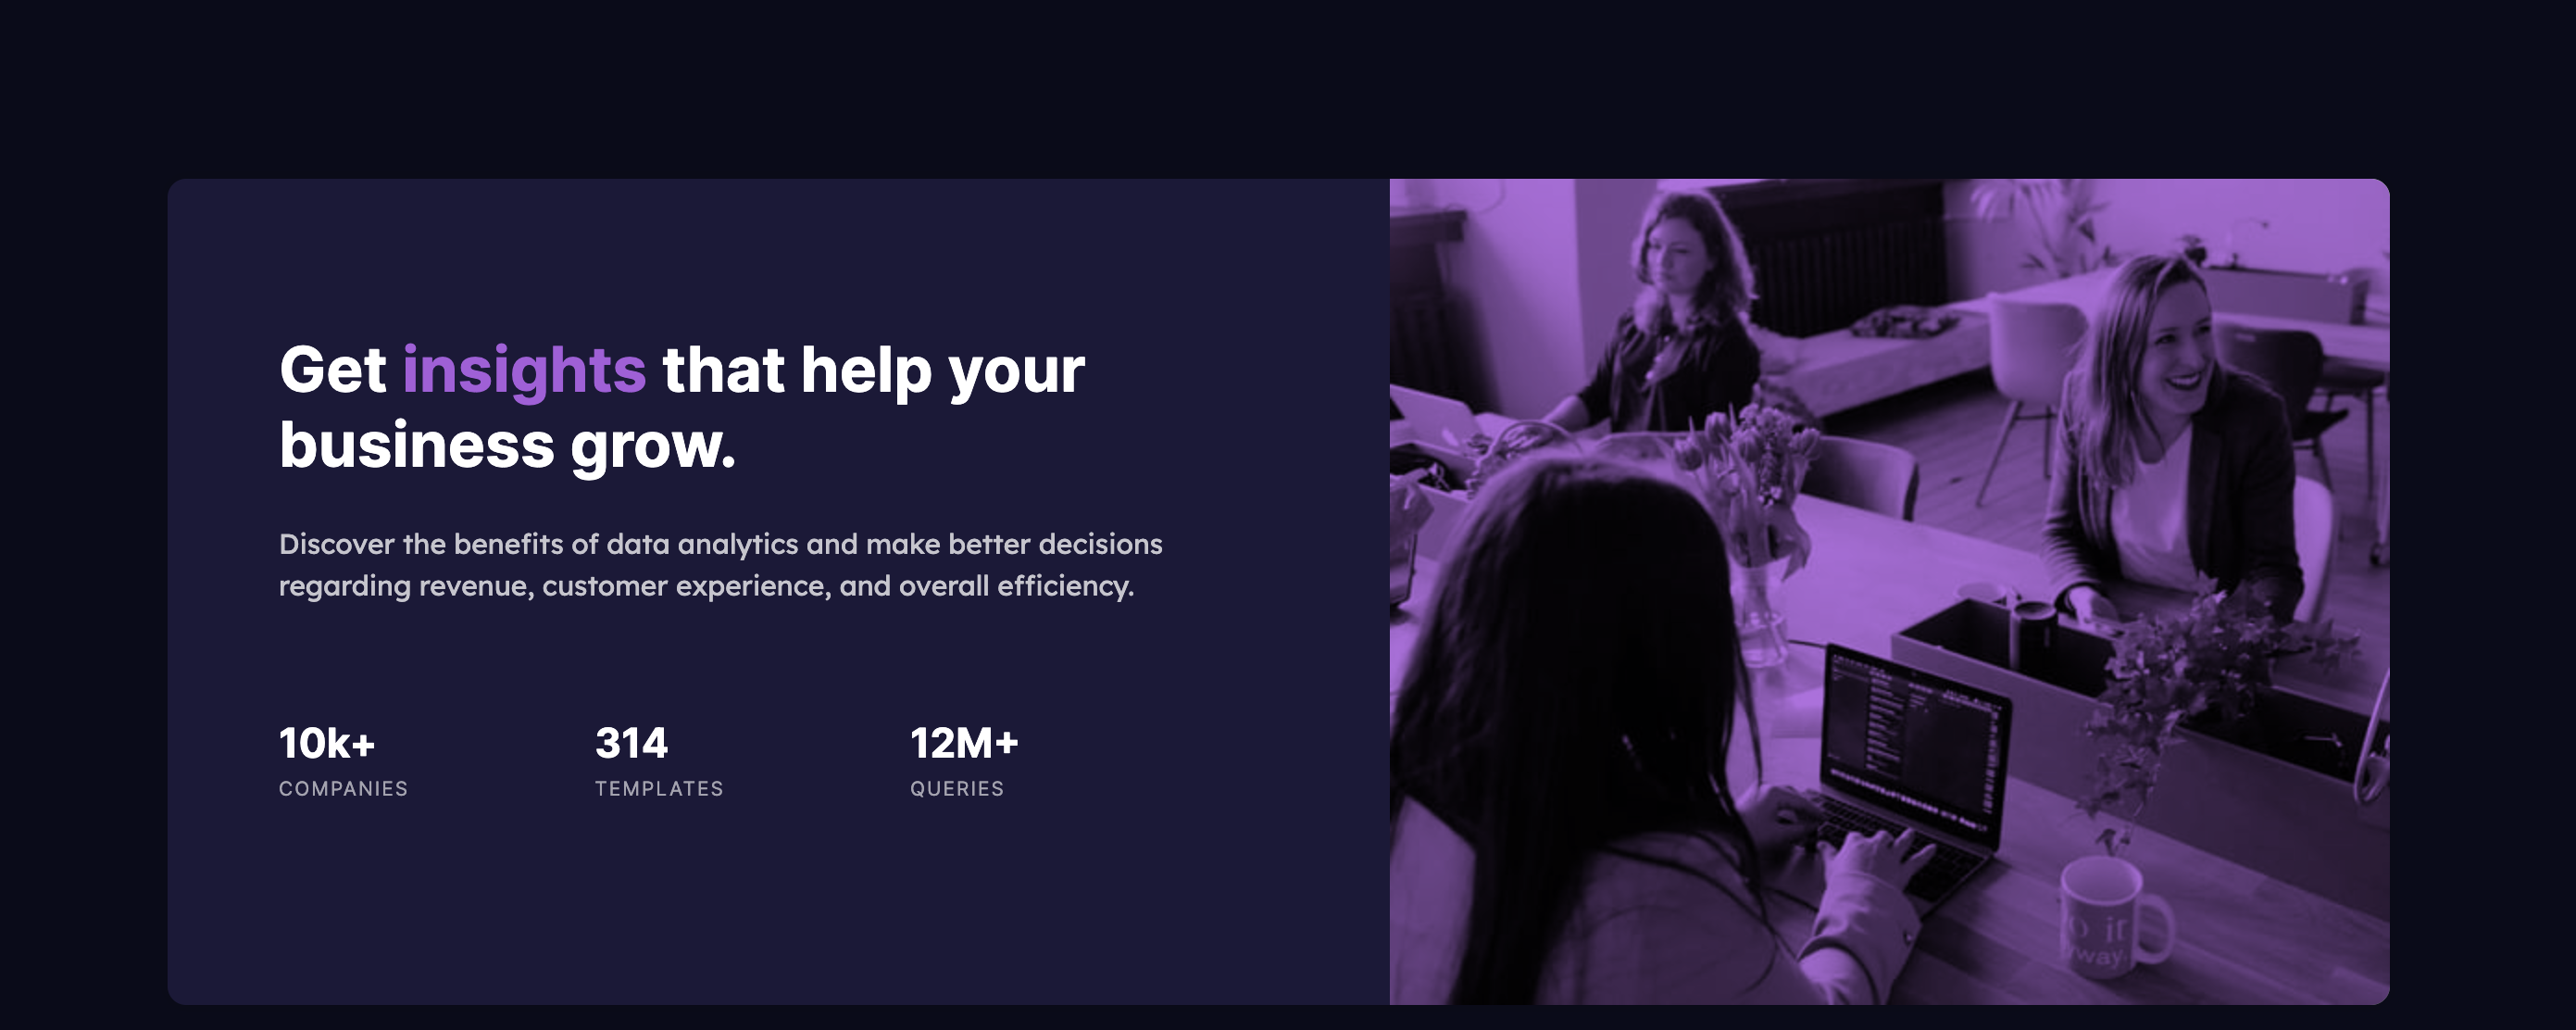 Get insights that help your
business grow.
Discover the benefits of data analytics and make better decisions
regarding revenue, customer experience, and overall efficiency.
10k+ 314 12M+
COMPANIES TEMPLATES QUERIES
it